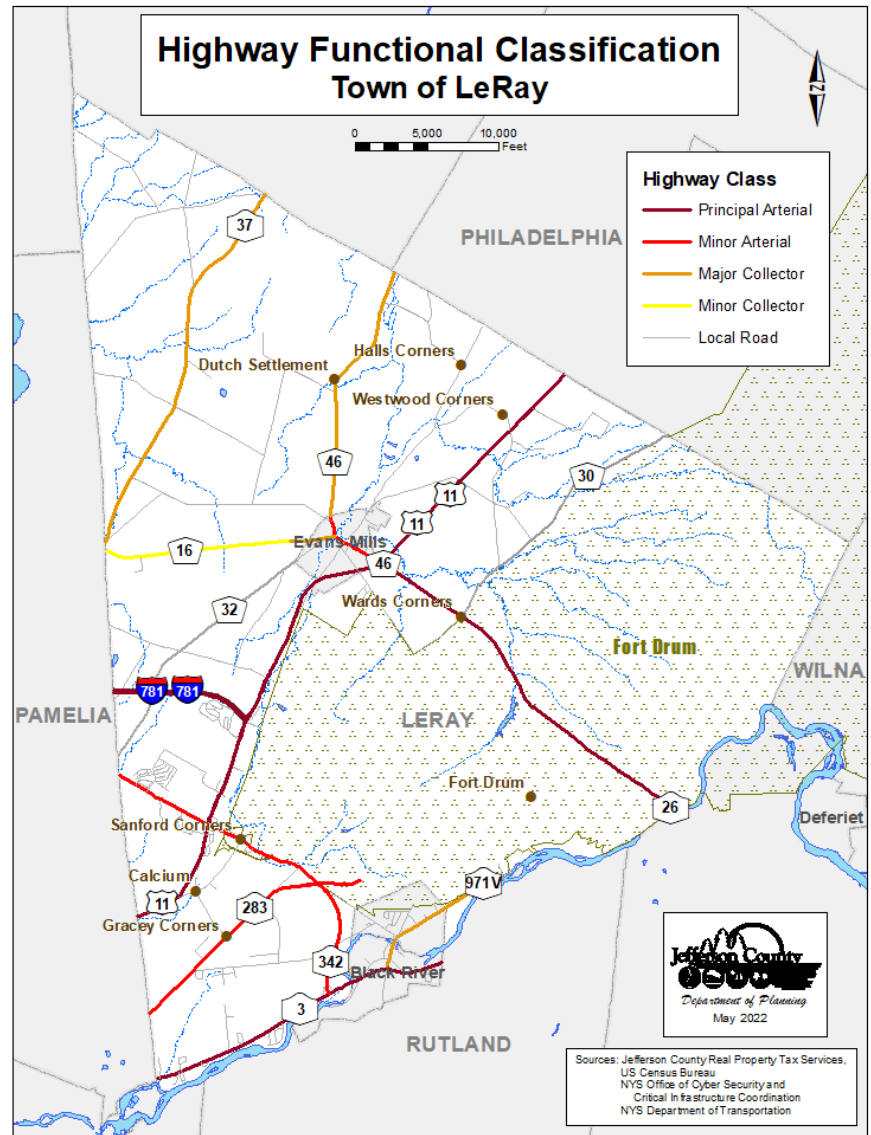 Highway Functional Classification
Town of LeRay
0 5,000 10,000
Feet
N
Highway Class
Principal Arterial
Minor Arterial
Major Collector
Minor Collector
Local Road
37
PHILADELPHIA
Halls Corners
Dutch Settlement
Westwood Corners
46
11
30
11
Evans Mills
16
46
32
Wards Corners
Fort Drum
WILNA
781 781
PAMELIA
LERAY
Fort Drum
26
Deferiet
Sanford Corners
Calcium
971V
11
283
Gracey Corners
342
Black River
3
RUTLAND
Jefferson County
Department of Planning
May 2022
Sources: Jefferson County Real Property Tax Services,
US Census Bureau
NYS Office of Cyber Security and
Critical Infrastructure Coordination
NYS Department of Transportation